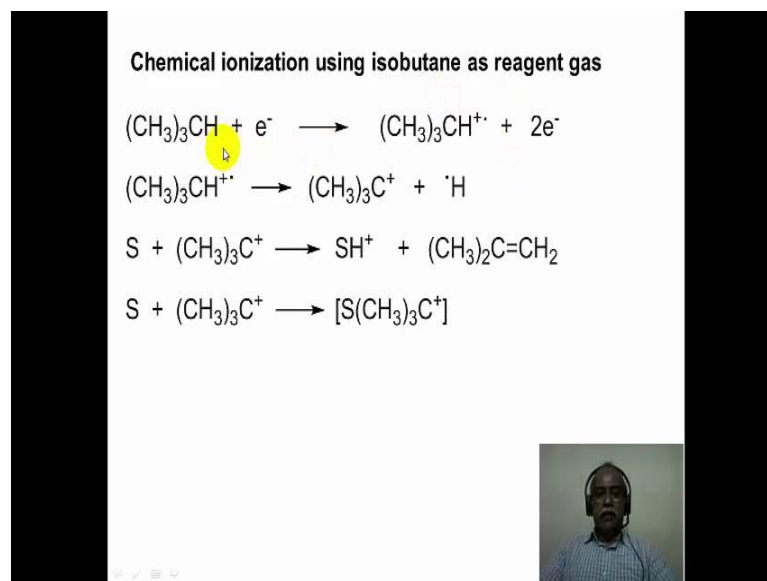 Chemical ionization using isobutane as reagent gas
(CH₃)₃CH + e⁻ ⟶ (CH₃)₃CH⁺· + 2e⁻
(CH₃)₃CH⁺· ⟶ (CH₃)₃C⁺ + ·H
S + (CH₃)₃C⁺ ⟶ SH⁺ + (CH₃)₂C=CH₂
S + (CH₃)₃C⁺ ⟶ [S(CH₃)₃C⁺]